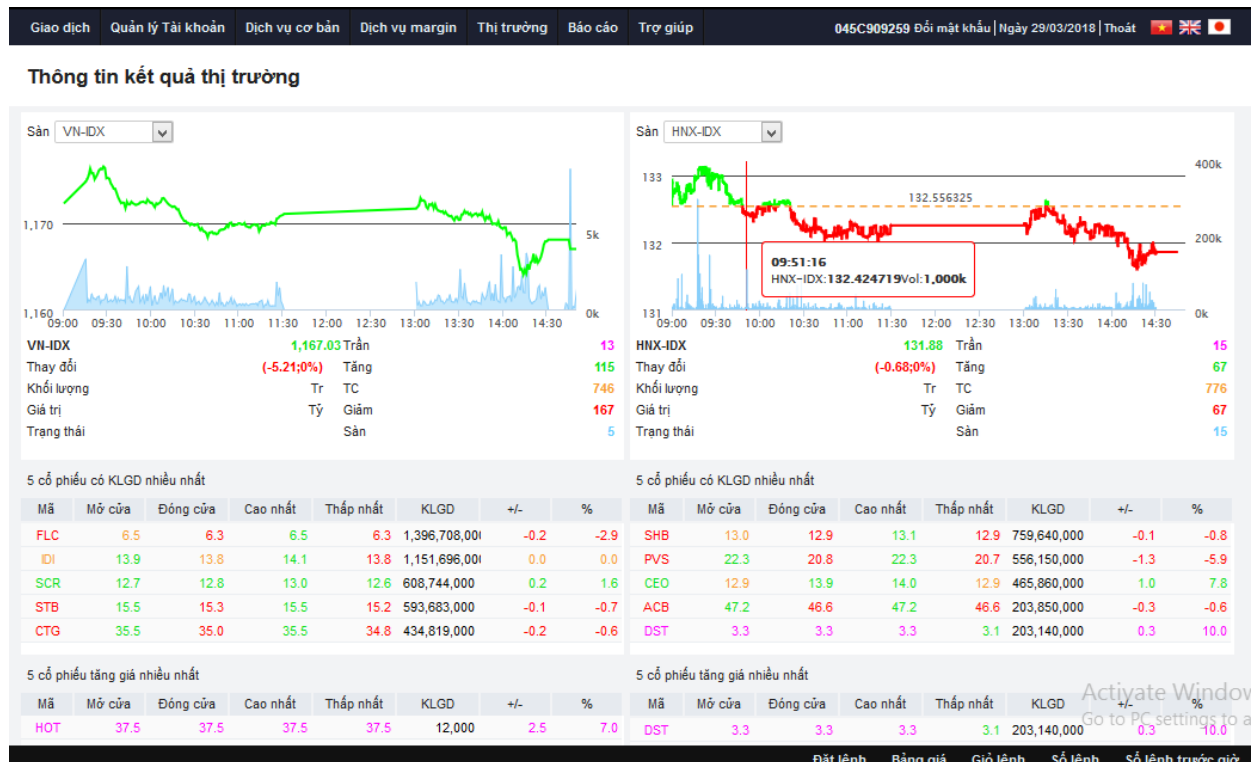 Giao dịch Quản lý Tài khoản Dịch vụ cơ bản Dịch vụ margin Thị trường Báo cáo Trợ giúp 045C909259 Đổi mật khẩu | Ngày 29/03/2018 | Thoát
Thông tin kết quả thị trường
Sàn VN-IDX
1,170
1,160
5k
0k
09:00 09:30 10:00 10:30 11:00 11:30 12:00 12:30 13:00 13:30 14:00 14:30
VN-IDX 1,167.03 Trần 13
Thay đổi (-5.21;0%) Tăng 115
Khối lượng Tr TC 746
Giá trị Tỷ Giảm 167
Trạng thái Sàn 5
5 cổ phiếu có KLGD nhiều nhất
Mã Mở cửa Đóng cửa Cao nhất Thấp nhất KLGD +/- %
FLC 6.5 6.3 6.5 6.3 1,396,708,00 -0.2 -2.9
IDI 13.9 13.8 14.1 13.8 1,151,696,00 0.0 0.0
SCR 12.7 12.8 13.0 12.6 608,744,000 0.2 1.6
STB 15.5 15.3 15.5 15.2 593,683,000 -0.1 -0.7
CTG 35.5 35.0 35.5 34.8 434,819,000 -0.2 -0.6
5 cổ phiếu tăng giá nhiều nhất
Mã Mở cửa Đóng cửa Cao nhất Thấp nhất KLGD +/- %
HOT 37.5 37.5 37.5 37.5 12,000 2.5 7.0
Sàn HNX-IDX
133
132
131
400k
200k
0k
132.556325
09:51:16
HNX-IDX:132.424719Vol:1,000k
09:00 09:30 10:00 10:30 11:00 11:30 12:00 12:30 13:00 13:30 14:00 14:30
HNX-IDX 131.88 Trần 15
Thay đổi (-0.68;0%) Tăng 67
Khối lượng Tr TC 776
Giá trị Tỷ Giảm 67
Trạng thái Sàn 15
5 cổ phiếu có KLGD nhiều nhất
Mã Mở cửa Đóng cửa Cao nhất Thấp nhất KLGD +/- %
SHB 13.0 12.9 13.1 12.9 759,640,000 -0.1 -0.8
PVS 22.3 20.8 22.3 20.7 556,150,000 -1.3 -5.9
CEO 12.9 13.9 14.0 12.9 465,860,000 1.0 7.8
ACB 47.2 46.6 47.2 46.6 203,850,000 -0.3 -0.6
DST 3.3 3.3 3.3 3.1 203,140,000 0.3 10.0
5 cổ phiếu tăng giá nhiều nhất
Mã Mở cửa Đóng cửa Cao nhất Thấp nhất KLGD +/- %
DST 3.3 3.3 3.3 3.1 203,140,000 0.3 10.0
Activate Window
Go to PC settings to a
Đặt lệnh Bảng giá Giỏ lệnh Sổ lệnh Sổ lệnh trước giờ